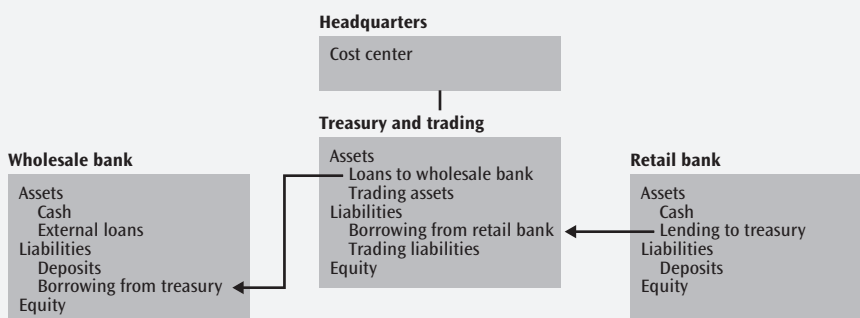 Headquarters
Cost center
Treasury and trading
Assets
Loans to wholesale bank
Trading assets
Liabilities
Borrowing from retail bank
Trading liabilities
Equity
Wholesale bank
Assets
Cash
External loans
Liabilities
Deposits
Borrowing from treasury
Equity
Retail bank
Assets
Cash
Lending to treasury
Liabilities
Deposits
Equity